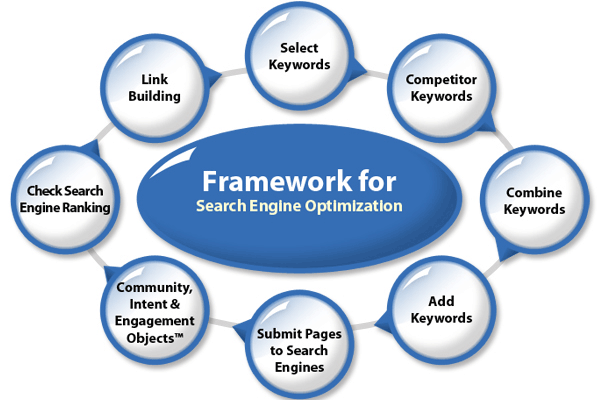 Select
Keywords
Competitor
Keywords
Combine
Keywords
Add
Keywords
Submit Pages
to Search
Engines
Community,
Intent &
Engagement
Objects™
Check Search
Engine Ranking
Link
Building
Framework for
Search Engine Optimization